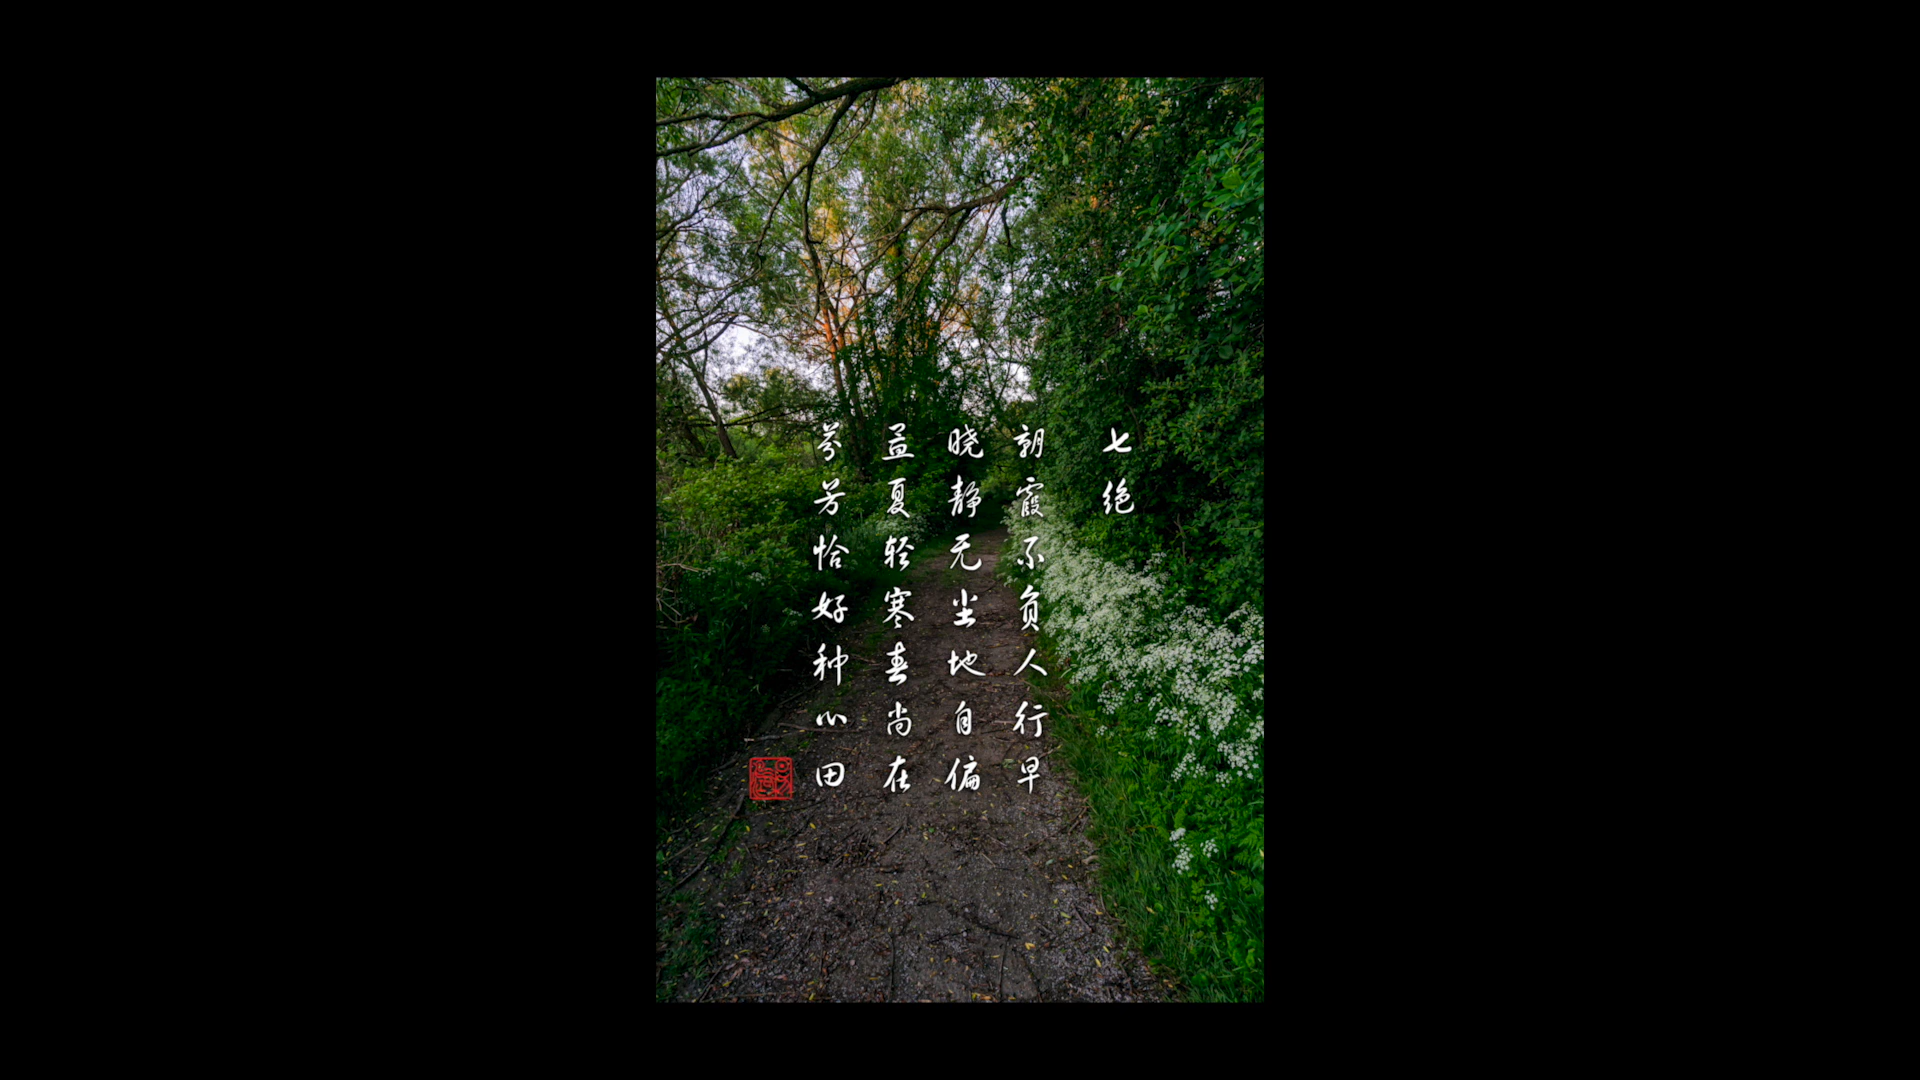 七绝
朝霞不负人行早
晓静无尘地自偏
孟夏轻寒春尚在
芬芳恰好种心田